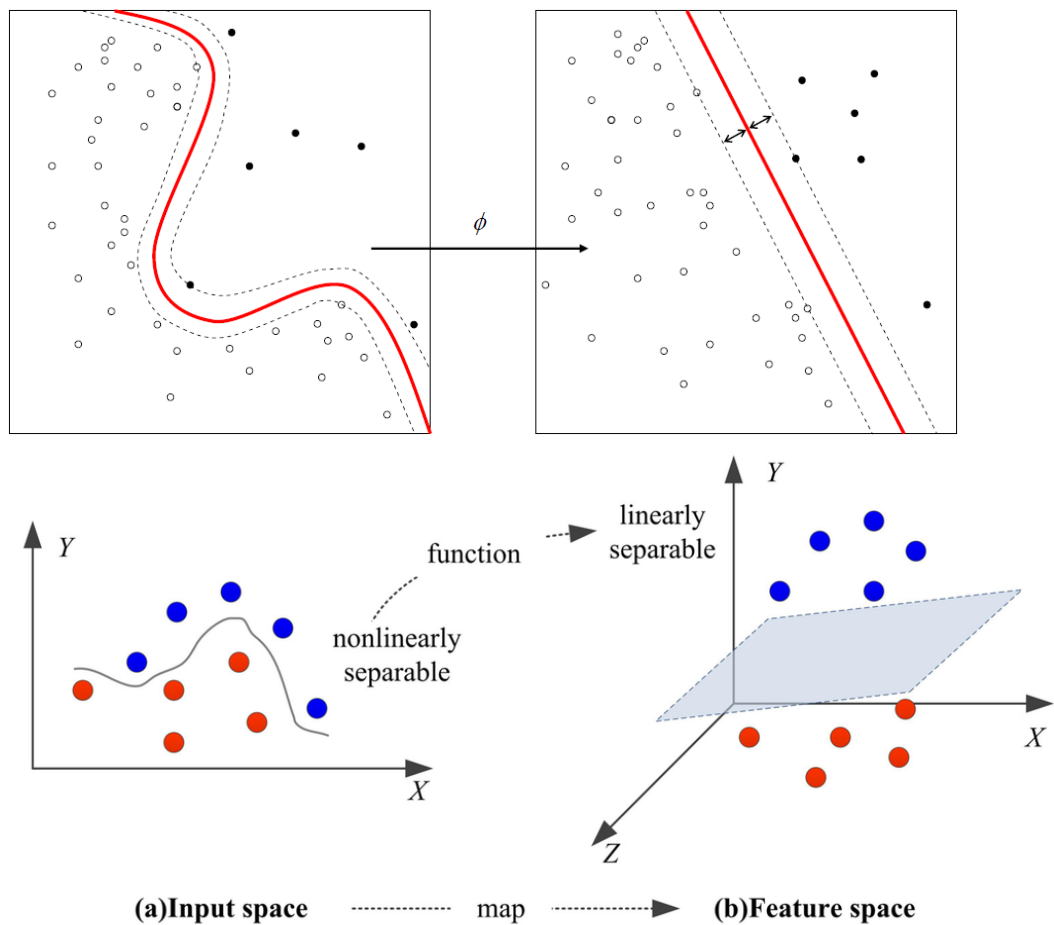 ϕ
Y
Y
function
linearly
separable
nonlinearly
separable
X
X
Z
(a)Input space
map
(b)Feature space